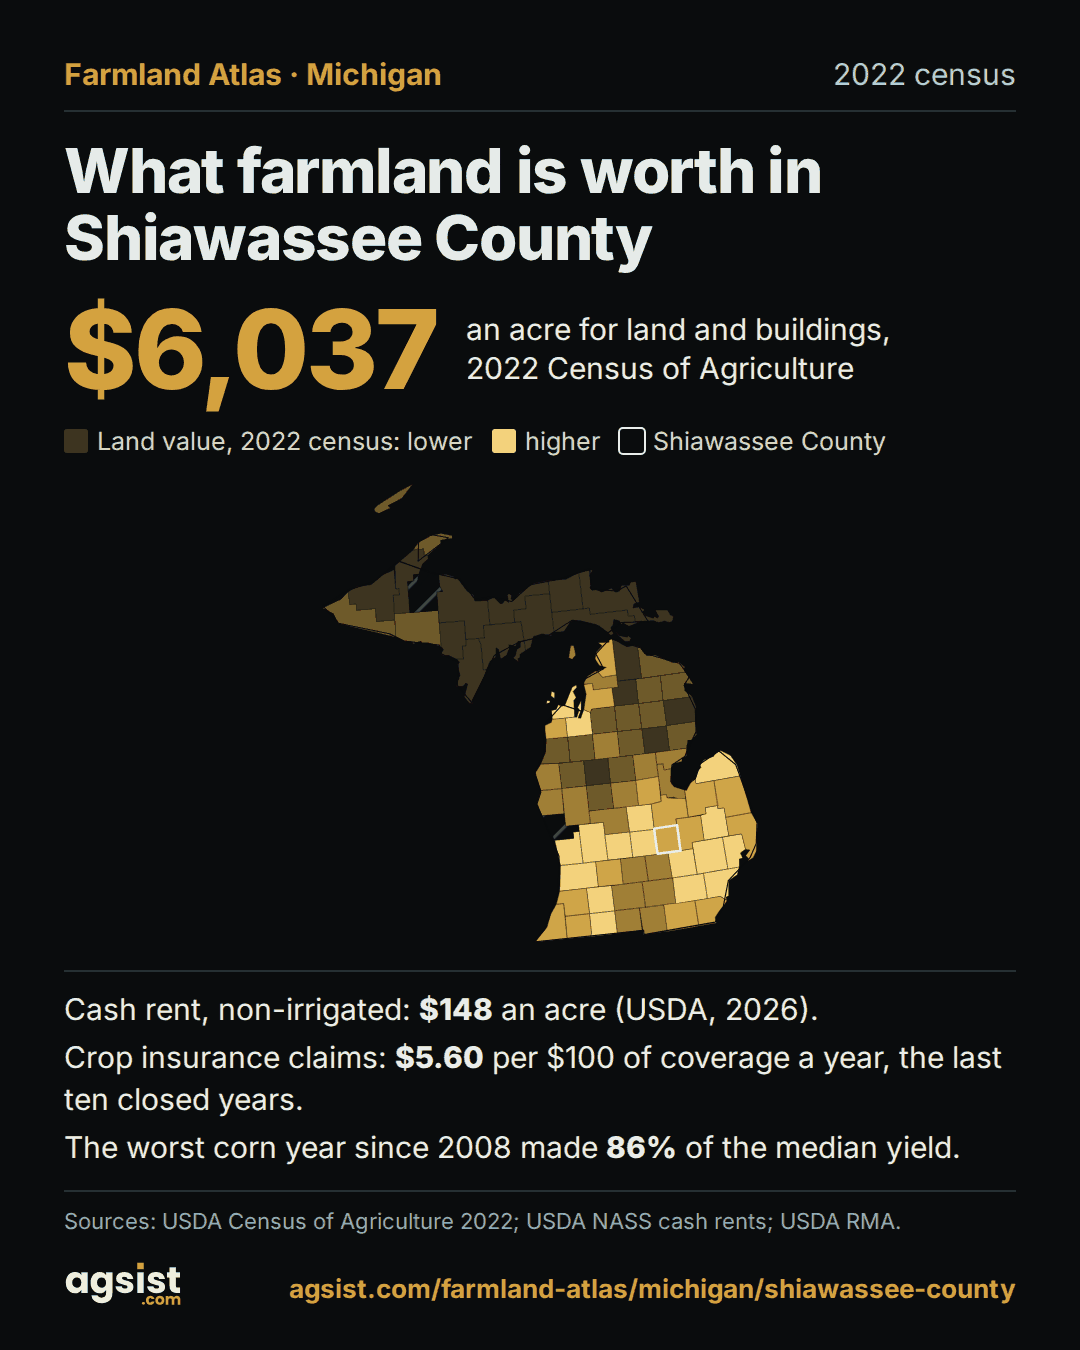 Farmland Atlas · Michigan
2022 census
What farmland is worth in
Shiawassee County
$6,037
an acre for land and buildings,
2022 Census of Agriculture
Land value, 2022 census: lower
higher
Shiawassee County
Cash rent, non-irrigated: $148 an acre (USDA, 2026).
Crop insurance claims: $5.60 per $100 of coverage a year, the last
ten closed years.
The worst corn year since 2008 made 86% of the median yield.
Sources: USDA Census of Agriculture 2022; USDA NASS cash rents; USDA RMA.
agsist
.com
agsist.com/farmland-atlas/michigan/shiawassee-county